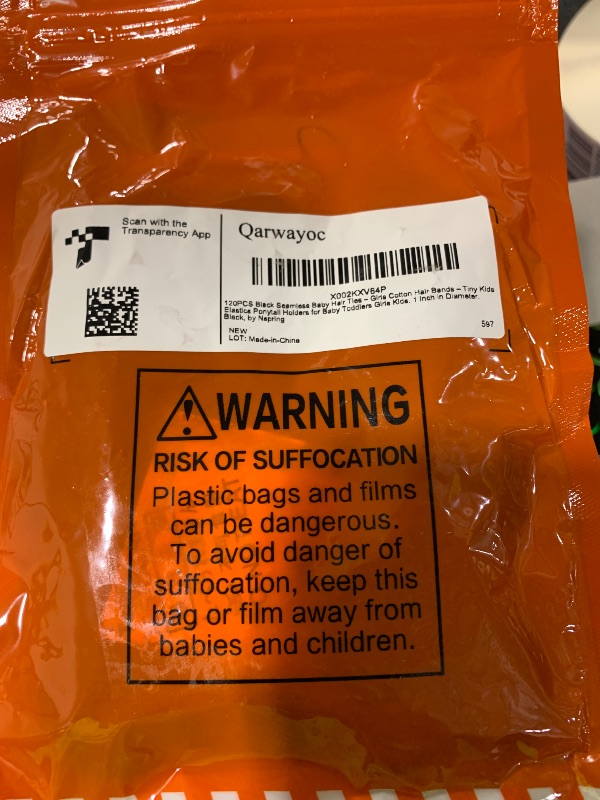 Scan with the
Transparency App
Qarwayoc
X002KXV64P
120PCS Black Seamless Baby Hair Ties – Girls Cotton Hair Bands – Tiny Kids
Elastics Ponytail Holders for Baby Toddlers Girls Kids. 1 Inch in Diameter.
Black, by Nspring
NEW
LOT: Made-in-China
597
WARNING
RISK OF SUFFOCATION
Plastic bags and films
can be dangerous.
To avoid danger of
suffocation, keep this
bag or film away from
babies and children.